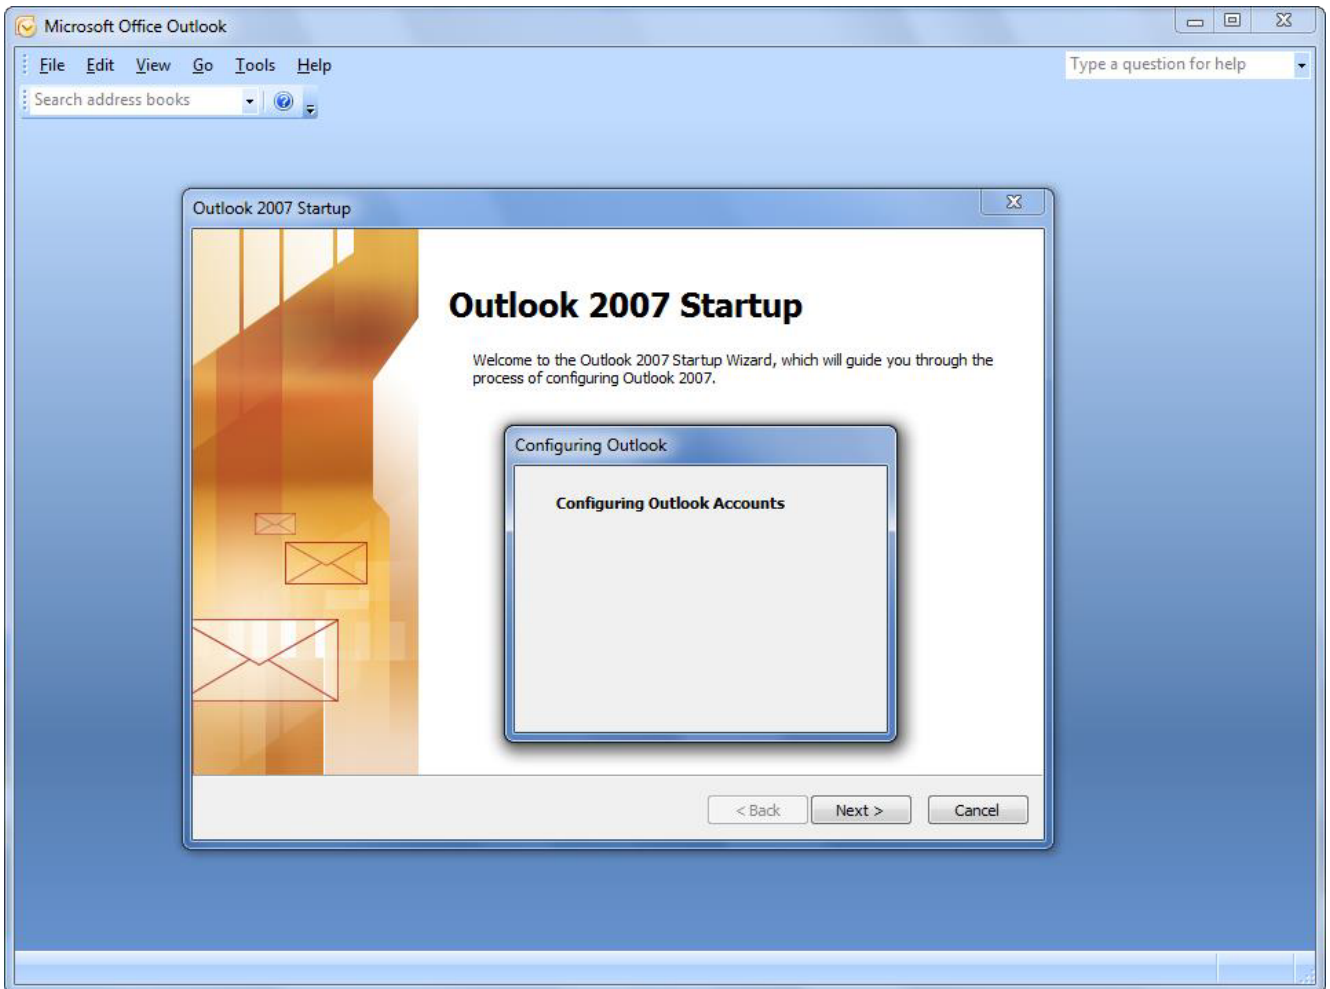 Microsoft Office Outlook
File Edit View Go Tools Help
Type a question for help
Search address books
Outlook 2007 Startup
Outlook 2007 Startup
Welcome to the Outlook 2007 Startup Wizard, which will guide you through the
process of configuring Outlook 2007.
Configuring Outlook
Configuring Outlook Accounts
< Back Next > Cancel